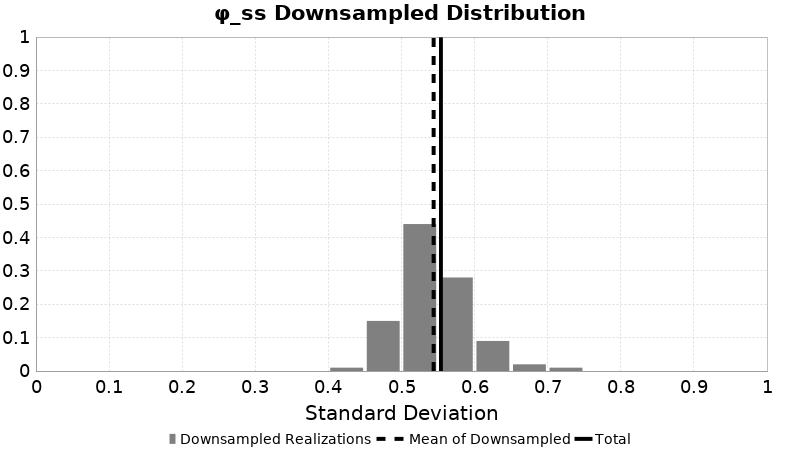 φ_ss Downsampled Distribution
1
0.9
0.8
0.7
0.6
0.5
0.4
0.3
0.2
0.1
0
0 0.1 0.2 0.3 0.4 0.5 0.6 0.7 0.8 0.9 1
Standard Deviation
Downsampled Realizations Mean of Downsampled Total